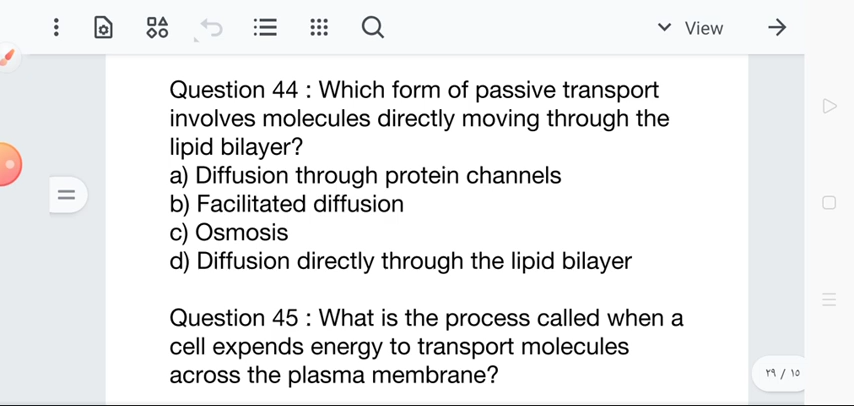 View
Question 44 : Which form of passive transport
involves molecules directly moving through the
lipid bilayer?
a) Diffusion through protein channels
b) Facilitated diffusion
c) Osmosis
d) Diffusion directly through the lipid bilayer
Question 45 : What is the process called when a
cell expends energy to transport molecules
across the plasma membrane?
٢٩ / ١٥